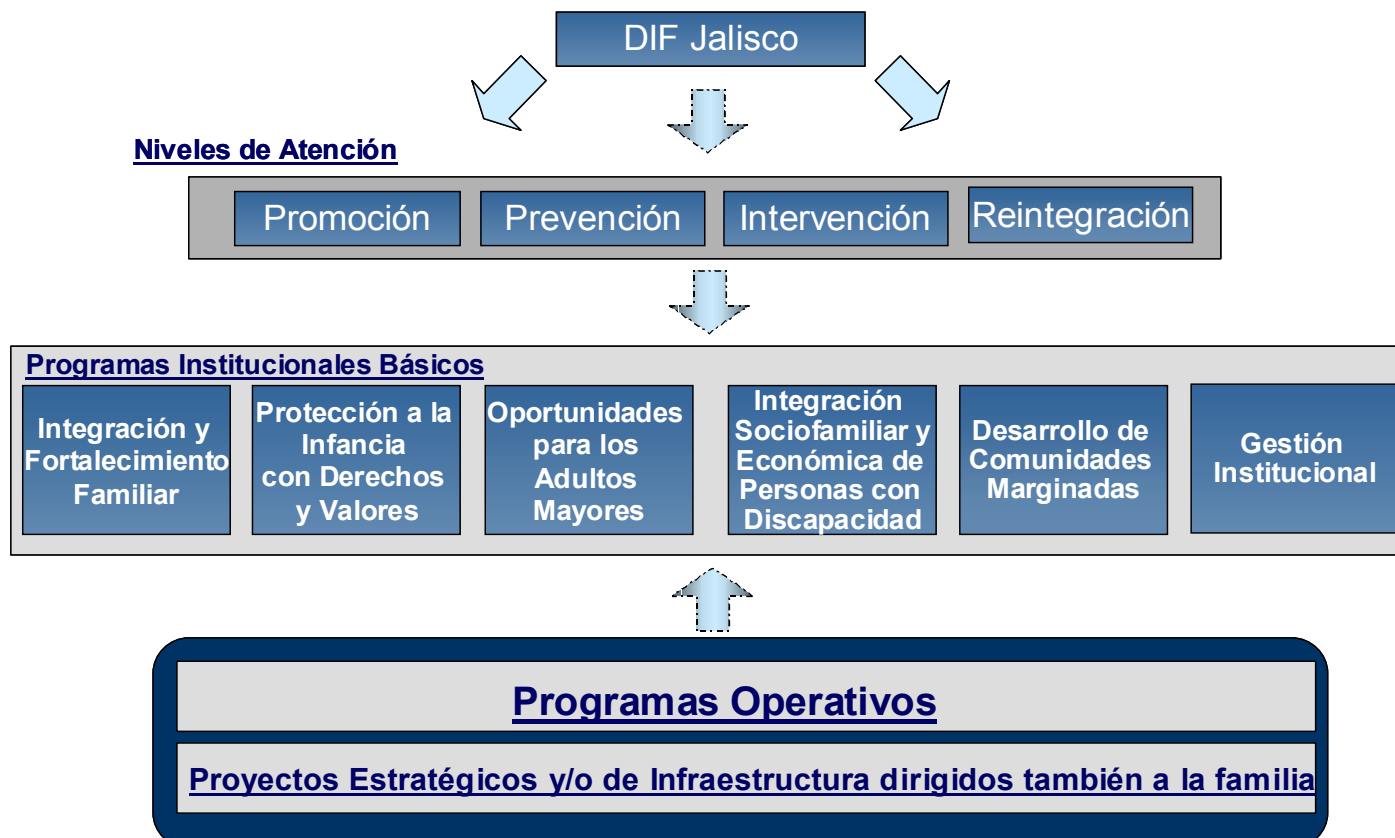 DIF Jalisco
Niveles de Atención
Promoción
Prevención
Intervención
Reintegración
Programas Institucionales Básicos
Integración y
Fortalecimiento
Familiar
Protección a la
Infancia
con Derechos
y Valores
Oportunidades
para los
Adultos
Mayores
Integración
Sociofamiliar y
Económica de
Personas con
Discapacidad
Desarrollo de
Comunidades
Marginadas
Gestión
Institucional
Programas Operativos
Proyectos Estratégicos y/o de Infraestructura dirigidos también a la familia